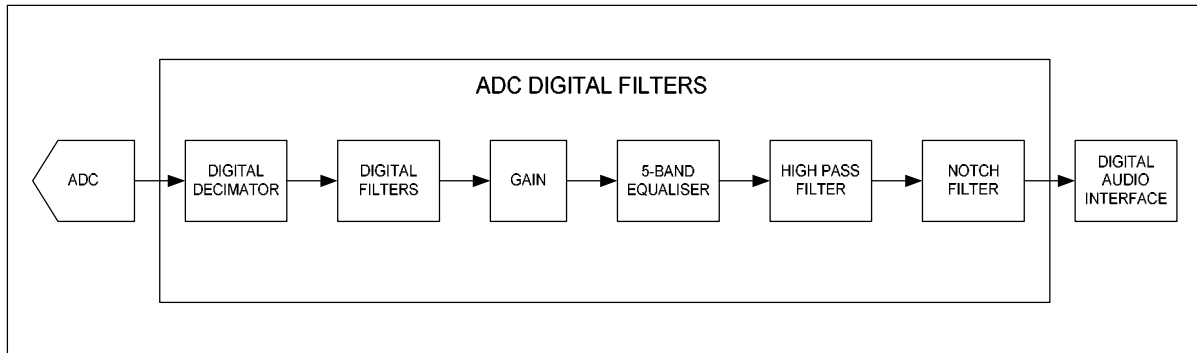 ADC DIGITAL FILTERS
ADC
DIGITAL
DECIMATOR
DIGITAL
FILTERS
GAIN
5-BAND
EQUALISER
HIGH PASS
FILTER
NOTCH
FILTER
DIGITAL
AUDIO
INTERFACE